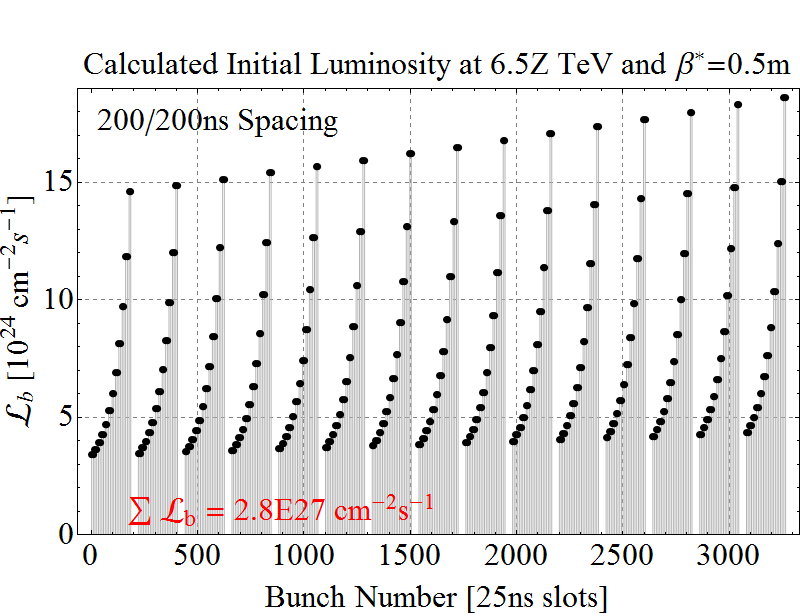 Calculated Initial Luminosity at 6.5Z TeV and β*=0.5m
200/200ns Spacing
ℒb [10^24 cm^−2s^−1]
15
10
5
0
∑ ℒb = 2.8E27 cm^−2s^−1
0 500 1000 1500 2000 2500 3000
Bunch Number [25ns slots]